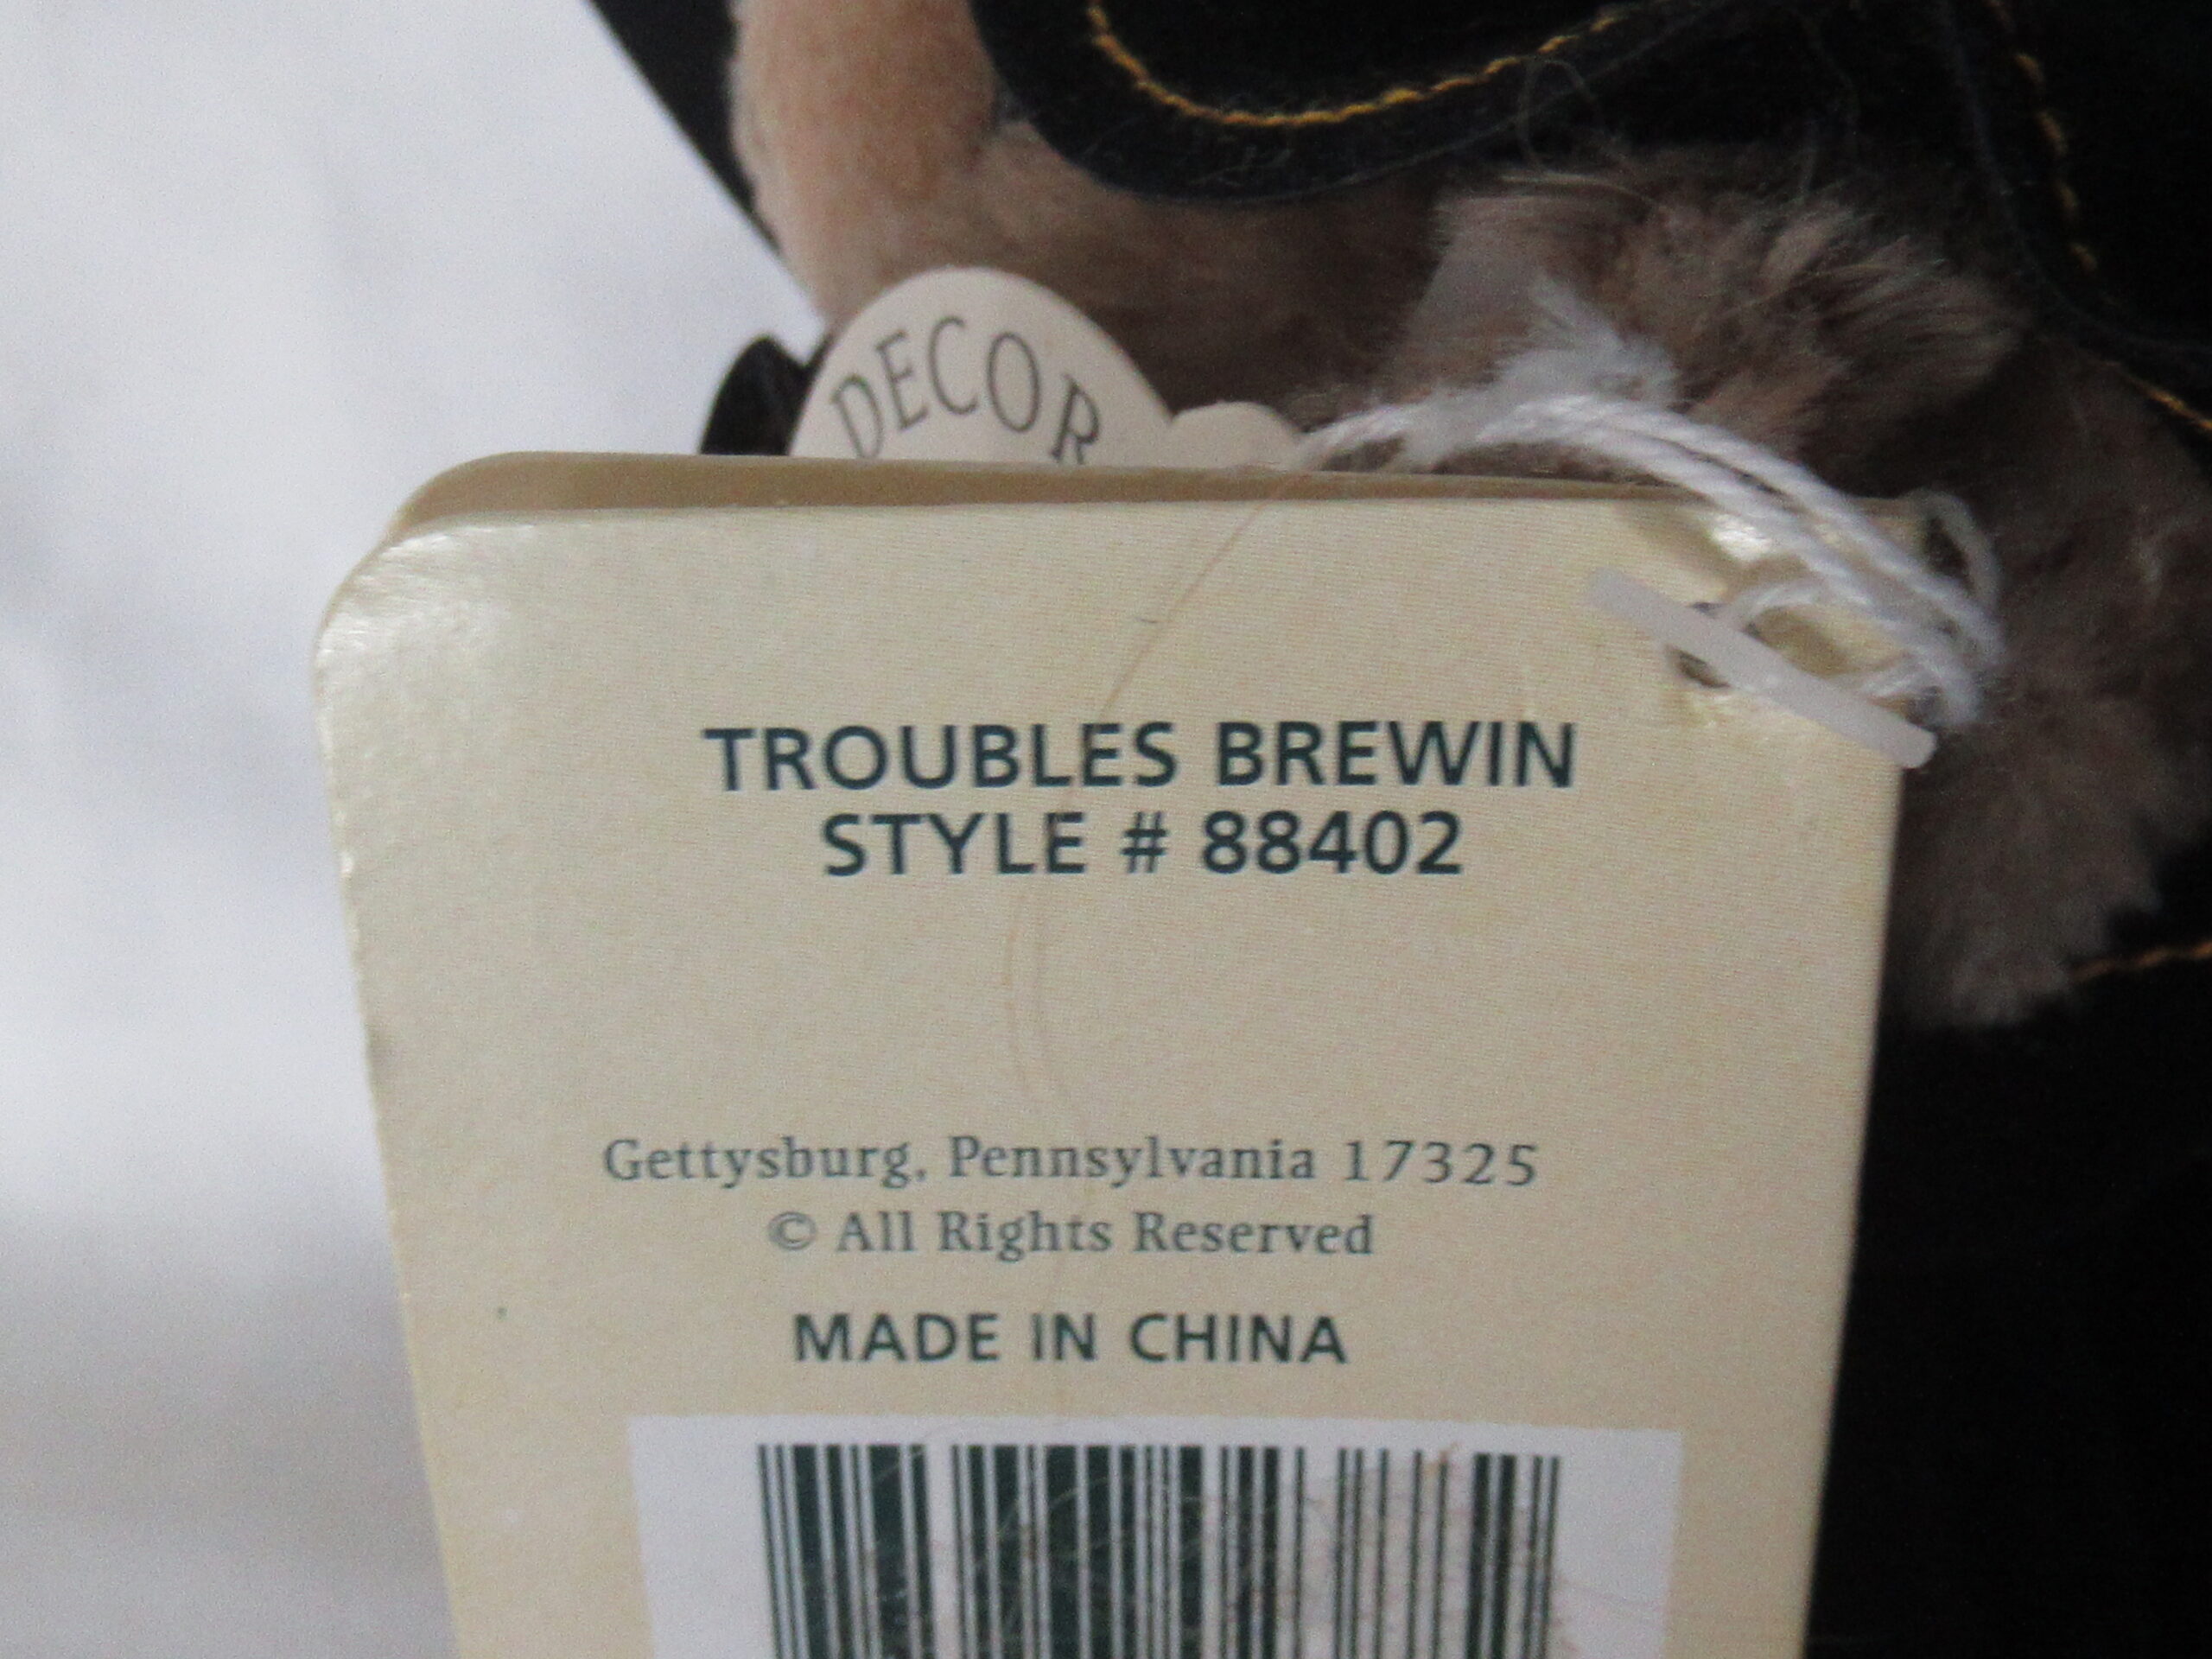 DECOR
TROUBLES BREWIN
STYLE # 88402
Gettysburg, Pennsylvania 17325
© All Rights Reserved
MADE IN CHINA